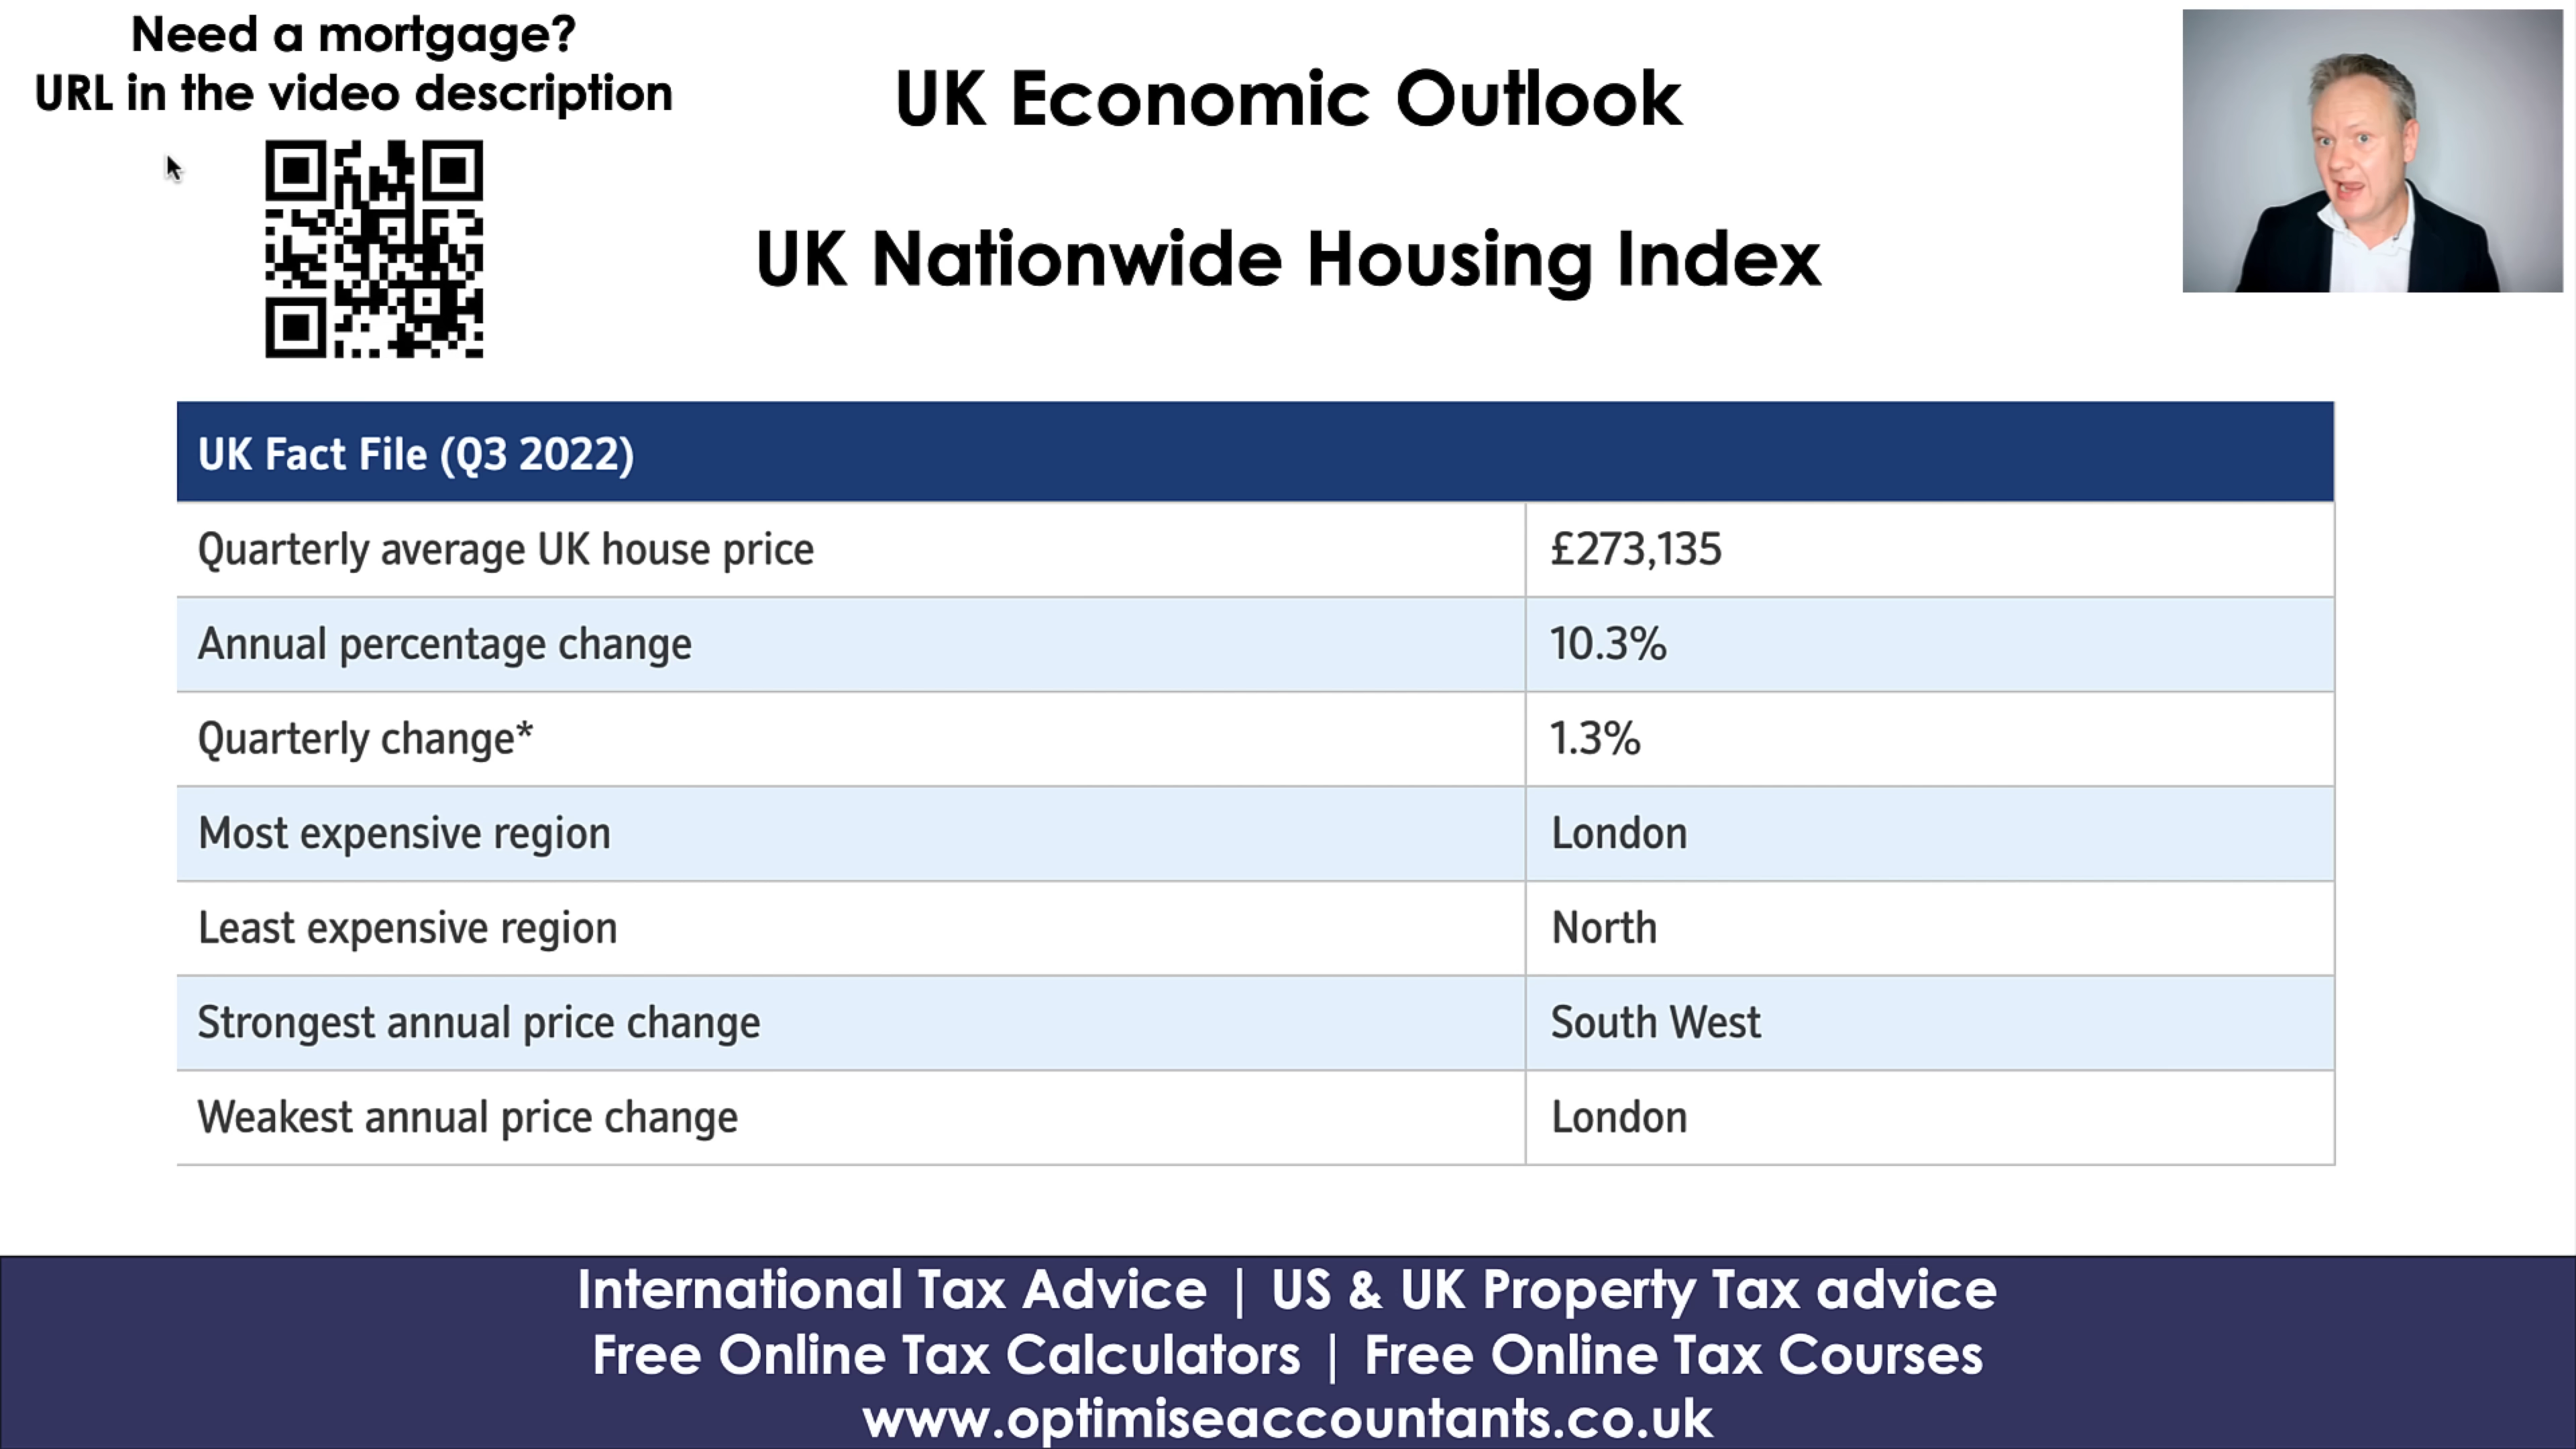 Need a mortgage?
URL in the video description
UK Economic Outlook
UK Nationwide Housing Index
UK Fact File (Q3 2022)
Quarterly average UK house price £273,135
Annual percentage change 10.3%
Quarterly change* 1.3%
Most expensive region London
Least expensive region North
Strongest annual price change South West
Weakest annual price change London
International Tax Advice | US & UK Property Tax advice
Free Online Tax Calculators | Free Online Tax Courses
www.optimiseaccountants.co.uk